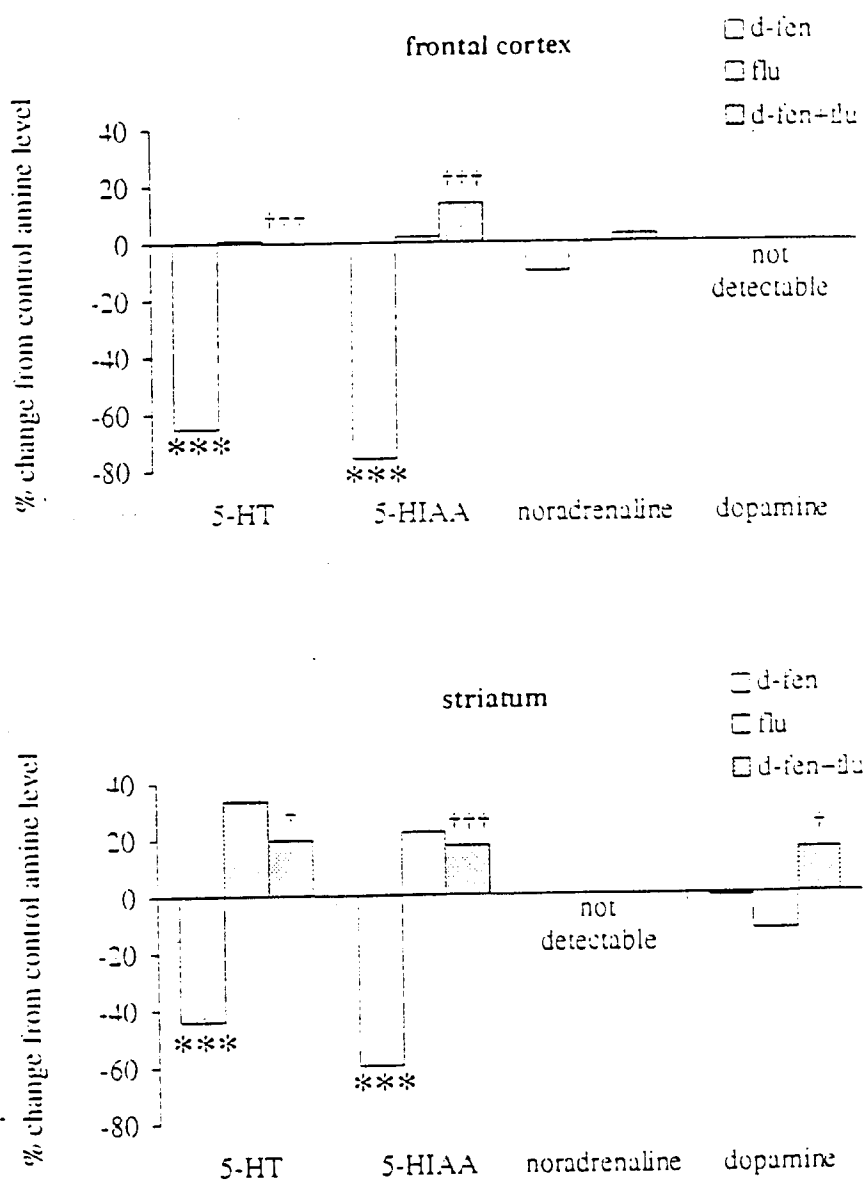 frontal cortex
d-fen
flu
d-fen+flu
% change from control amine level
40
20
0
-20
-40
-60
-80
†††
†††
***
***
not
detectable
5-HT
5-HIAA
noradrenaline
dopamine
striatum
d-fen
flu
d-fen+flu
% change from control amine level
40
20
0
-20
-40
-60
-80
†
†††
†
***
***
not
detectable
5-HT
5-HIAA
noradrenaline
dopamine